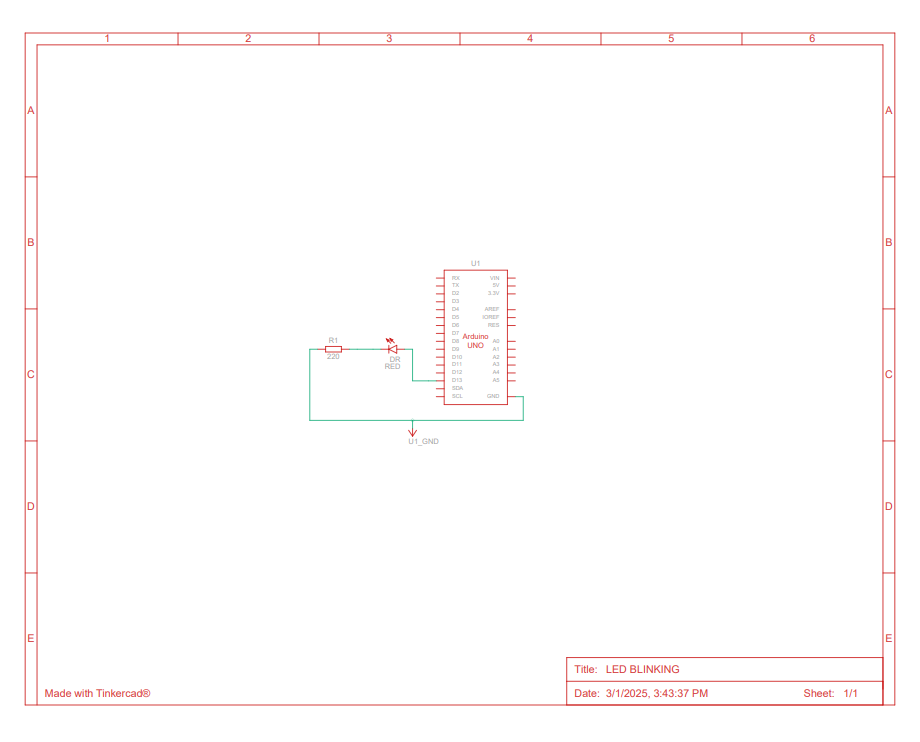 1 2 3 4 5 6
A A
B B
U1
RX VIN
TX 5V
D2 3.3V
D3
D4 AREF
D5 IOREF
D6 RES
D7
Arduino
UNO
D8 A0
D9 A1
D10 A2
D11 A3
D12 A4
D13 A5
SDA
SCL GND
R1
220
DR
RED
C C
U1_GND
D D
E E
Title: LED BLINKING
Made with Tinkercad®
Date: 3/1/2025, 3:43:37 PM Sheet: 1/1